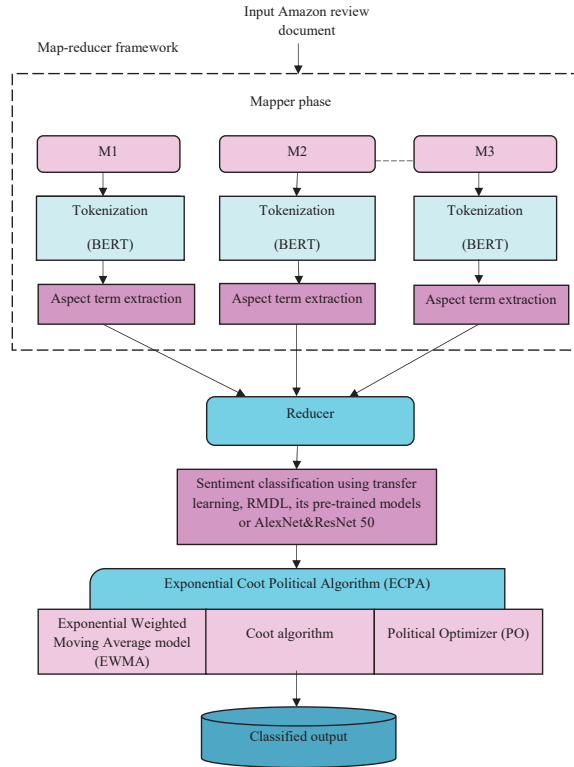 Input Amazon review
document
Map-reducer framework
Mapper phase
M1
M2
M3
Tokenization
(BERT)
Tokenization
(BERT)
Tokenization
(BERT)
Aspect term extraction
Aspect term extraction
Aspect term extraction
Reducer
Sentiment classification using transfer
learning, RMDL, its pre-trained models
or AlexNet&ResNet 50
Exponential Coot Political Algorithm (ECPA)
Exponential Weighted
Moving Average model
(EWMA)
Coot algorithm
Political Optimizer (PO)
Classified output